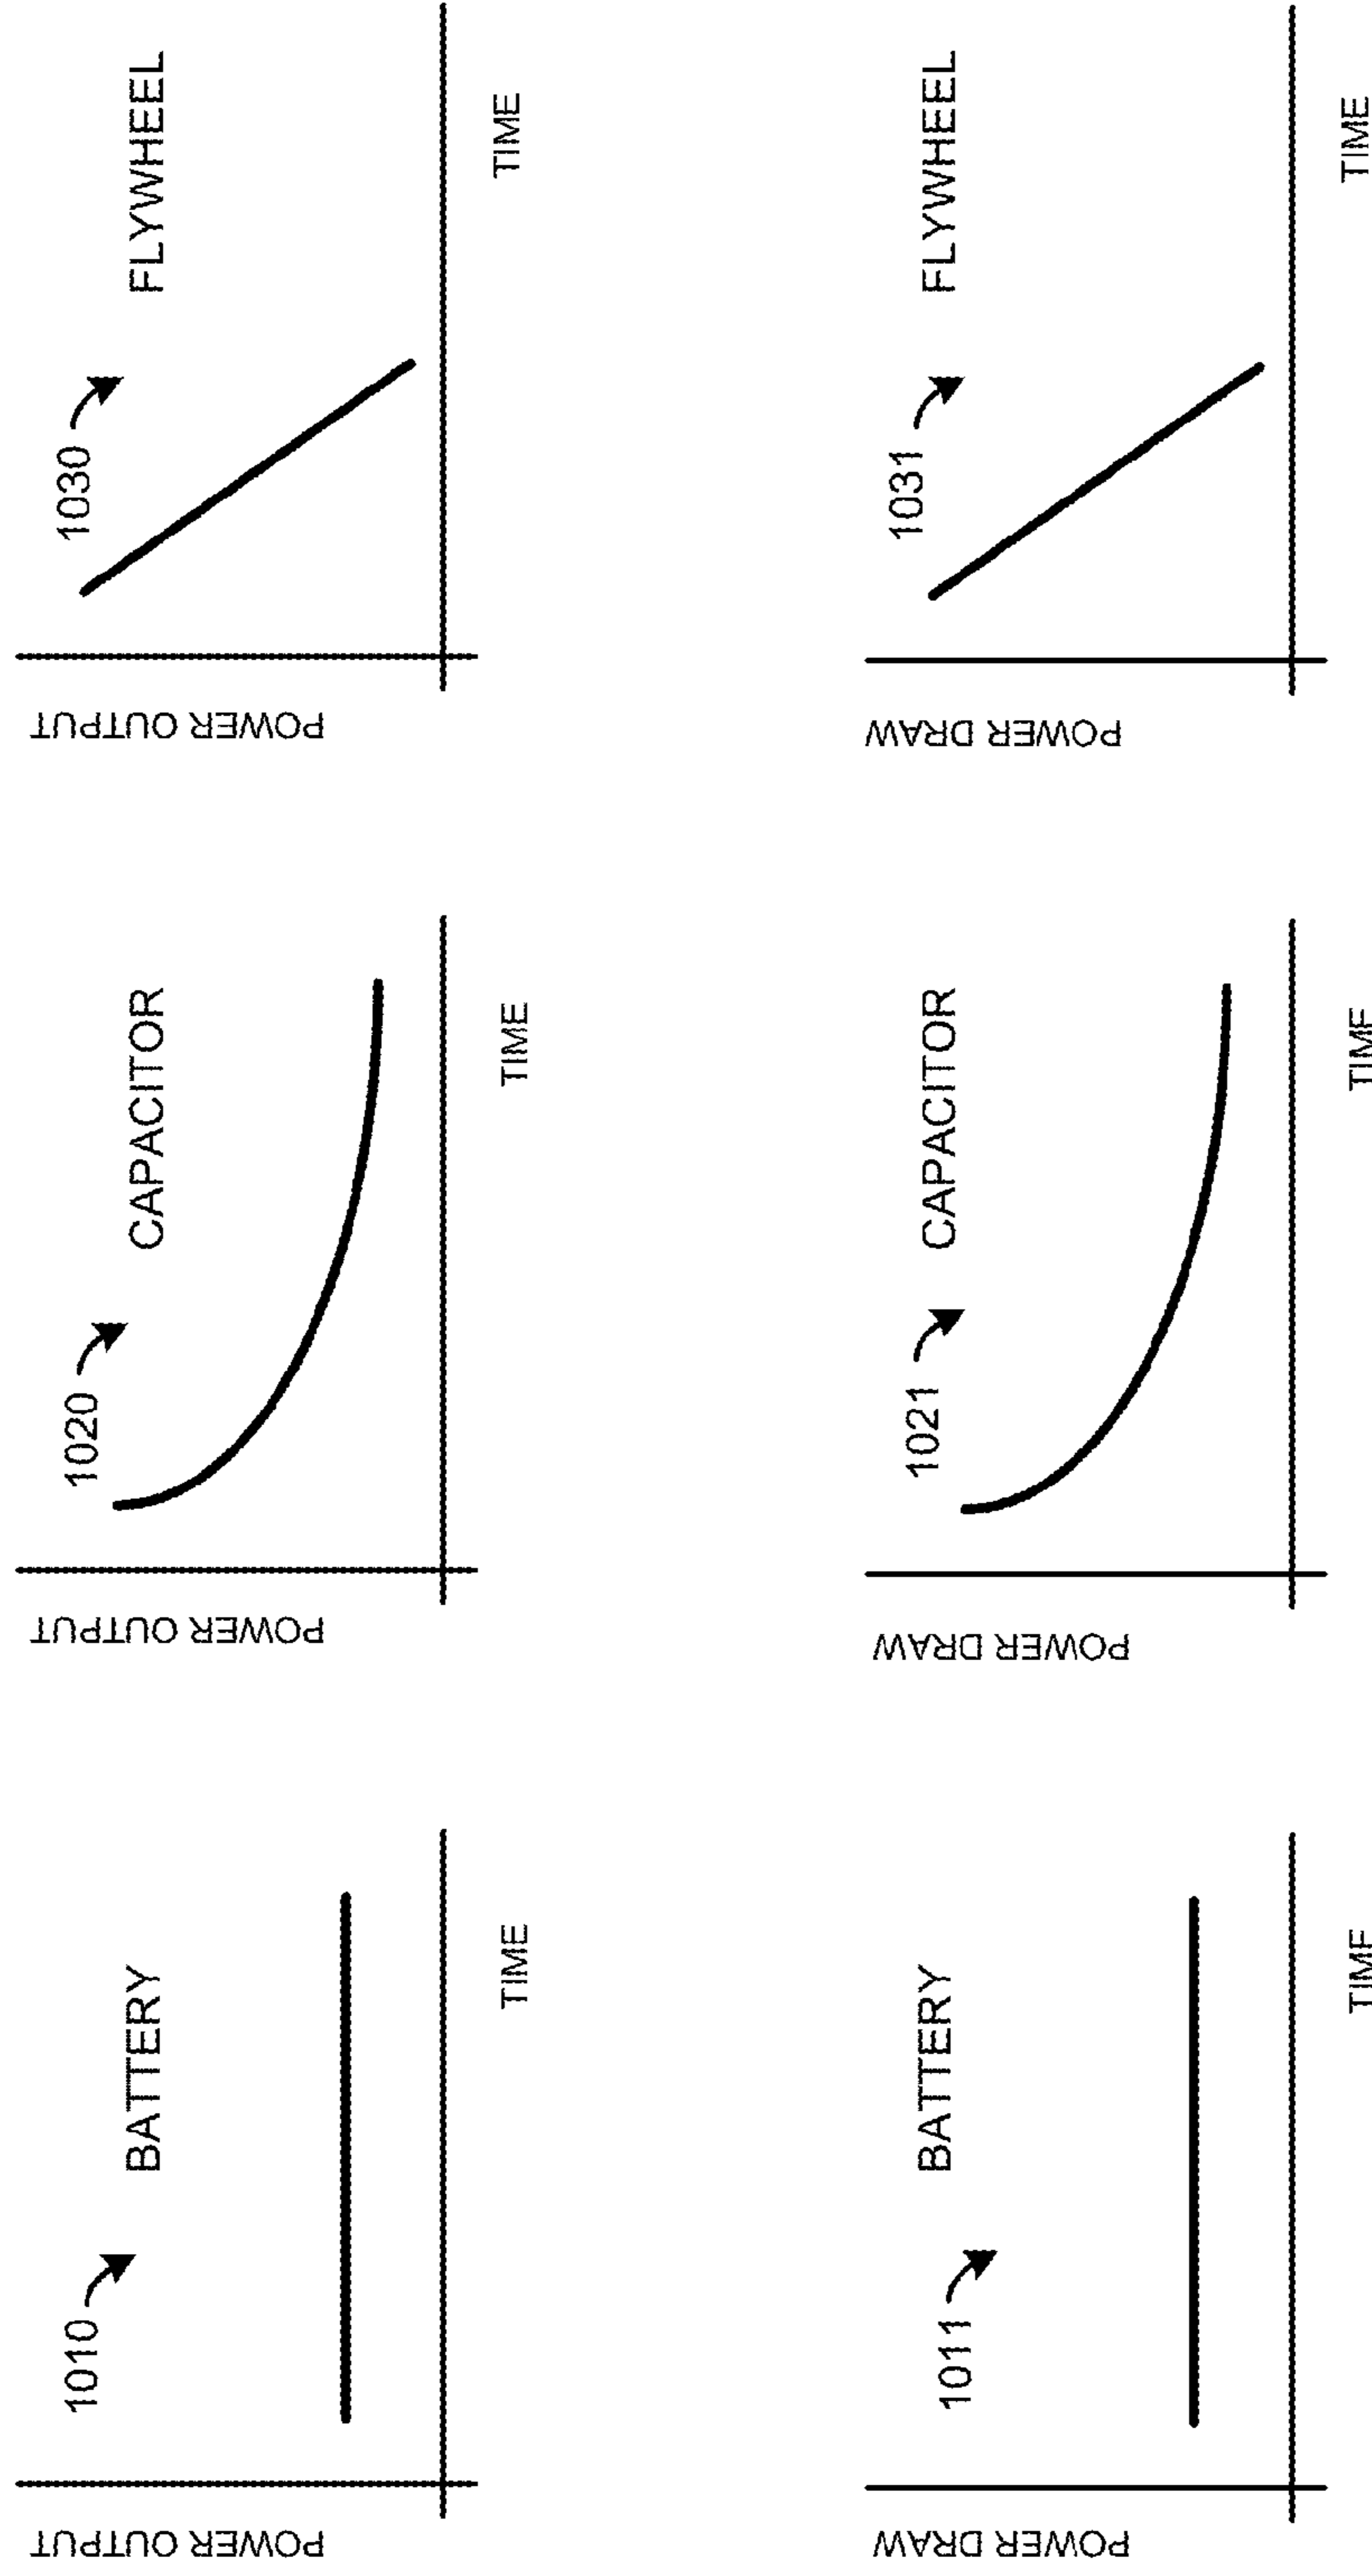 POWER OUTPUT
1010
BATTERY
TIME
POWER OUTPUT
1020
CAPACITOR
TIME
POWER OUTPUT
1030
FLYWHEEL
TIME
POWER DRAW
1011
BATTERY
TIME
POWER DRAW
1021
CAPACITOR
TIME
POWER DRAW
1031
FLYWHEEL
TIME